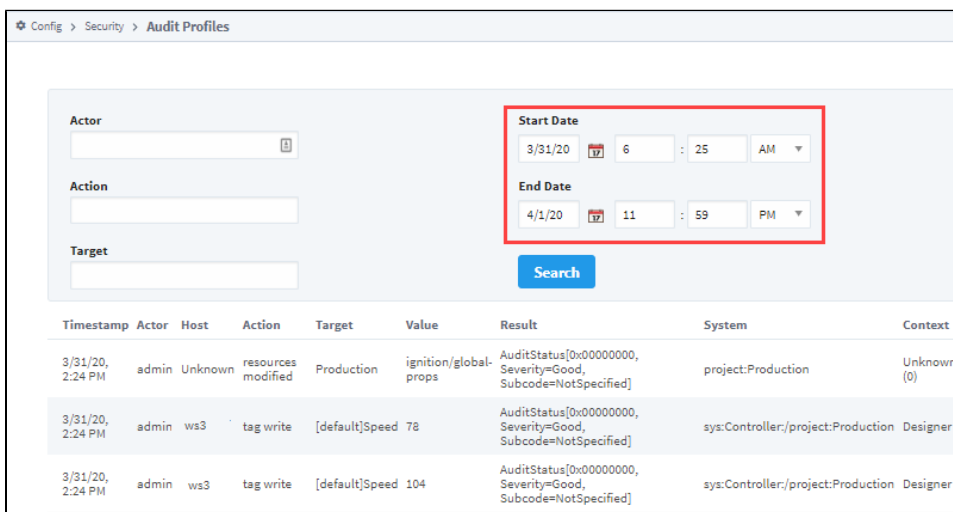 Config > Security > Audit Profiles
Actor
Start Date
3/31/20 17 6 : 25 AM
Action
End Date
4/1/20 17 11 : 59 PM
Target
Search
Timestamp Actor Host Action Target Value Result System Context
3/31/20, 2:24 PM admin Unknown resources modified Production ignition/global-props AuditStatus[0x00000000, Severity=Good, Subcode=NotSpecified] project:Production Unknown (0)
3/31/20, 2:24 PM admin ws3 tag write [default]Speed 78 AuditStatus[0x00000000, Severity=Good, Subcode=NotSpecified] sys:Controller:/project:Production Designer
3/31/20, 2:24 PM admin ws3 tag write [default]Speed 104 AuditStatus[0x00000000, Severity=Good, Subcode=NotSpecified] sys:Controller:/project:Production Designer